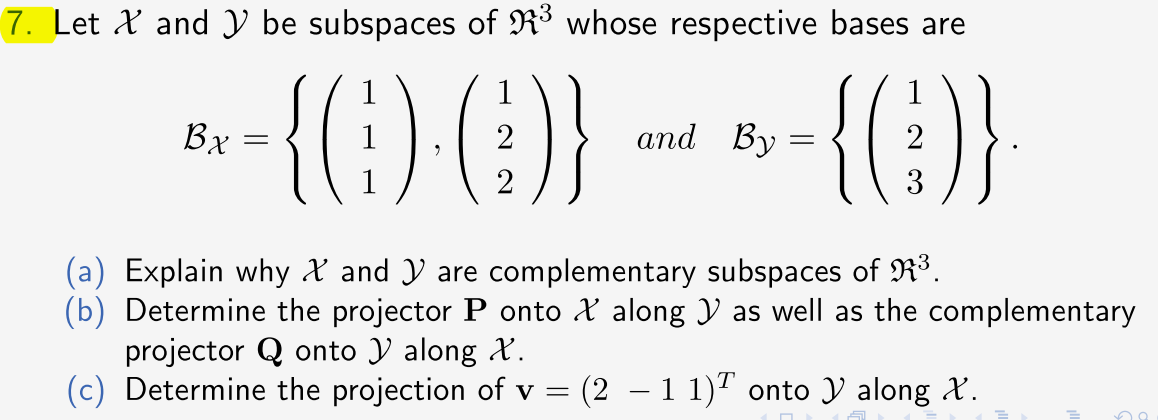 7. Let 𝒳 and 𝒴 be subspaces of ℜ³ whose respective bases are
ℬ_𝒳 = { ( 1 1 1 ) , ( 1 2 2 ) } and ℬ_𝒴 = { ( 1 2 3 ) } .
(a) Explain why 𝒳 and 𝒴 are complementary subspaces of ℜ³.
(b) Determine the projector P onto 𝒳 along 𝒴 as well as the complementary
projector Q onto 𝒴 along 𝒳.
(c) Determine the projection of v = (2 −1 1)ᵀ onto 𝒴 along 𝒳.